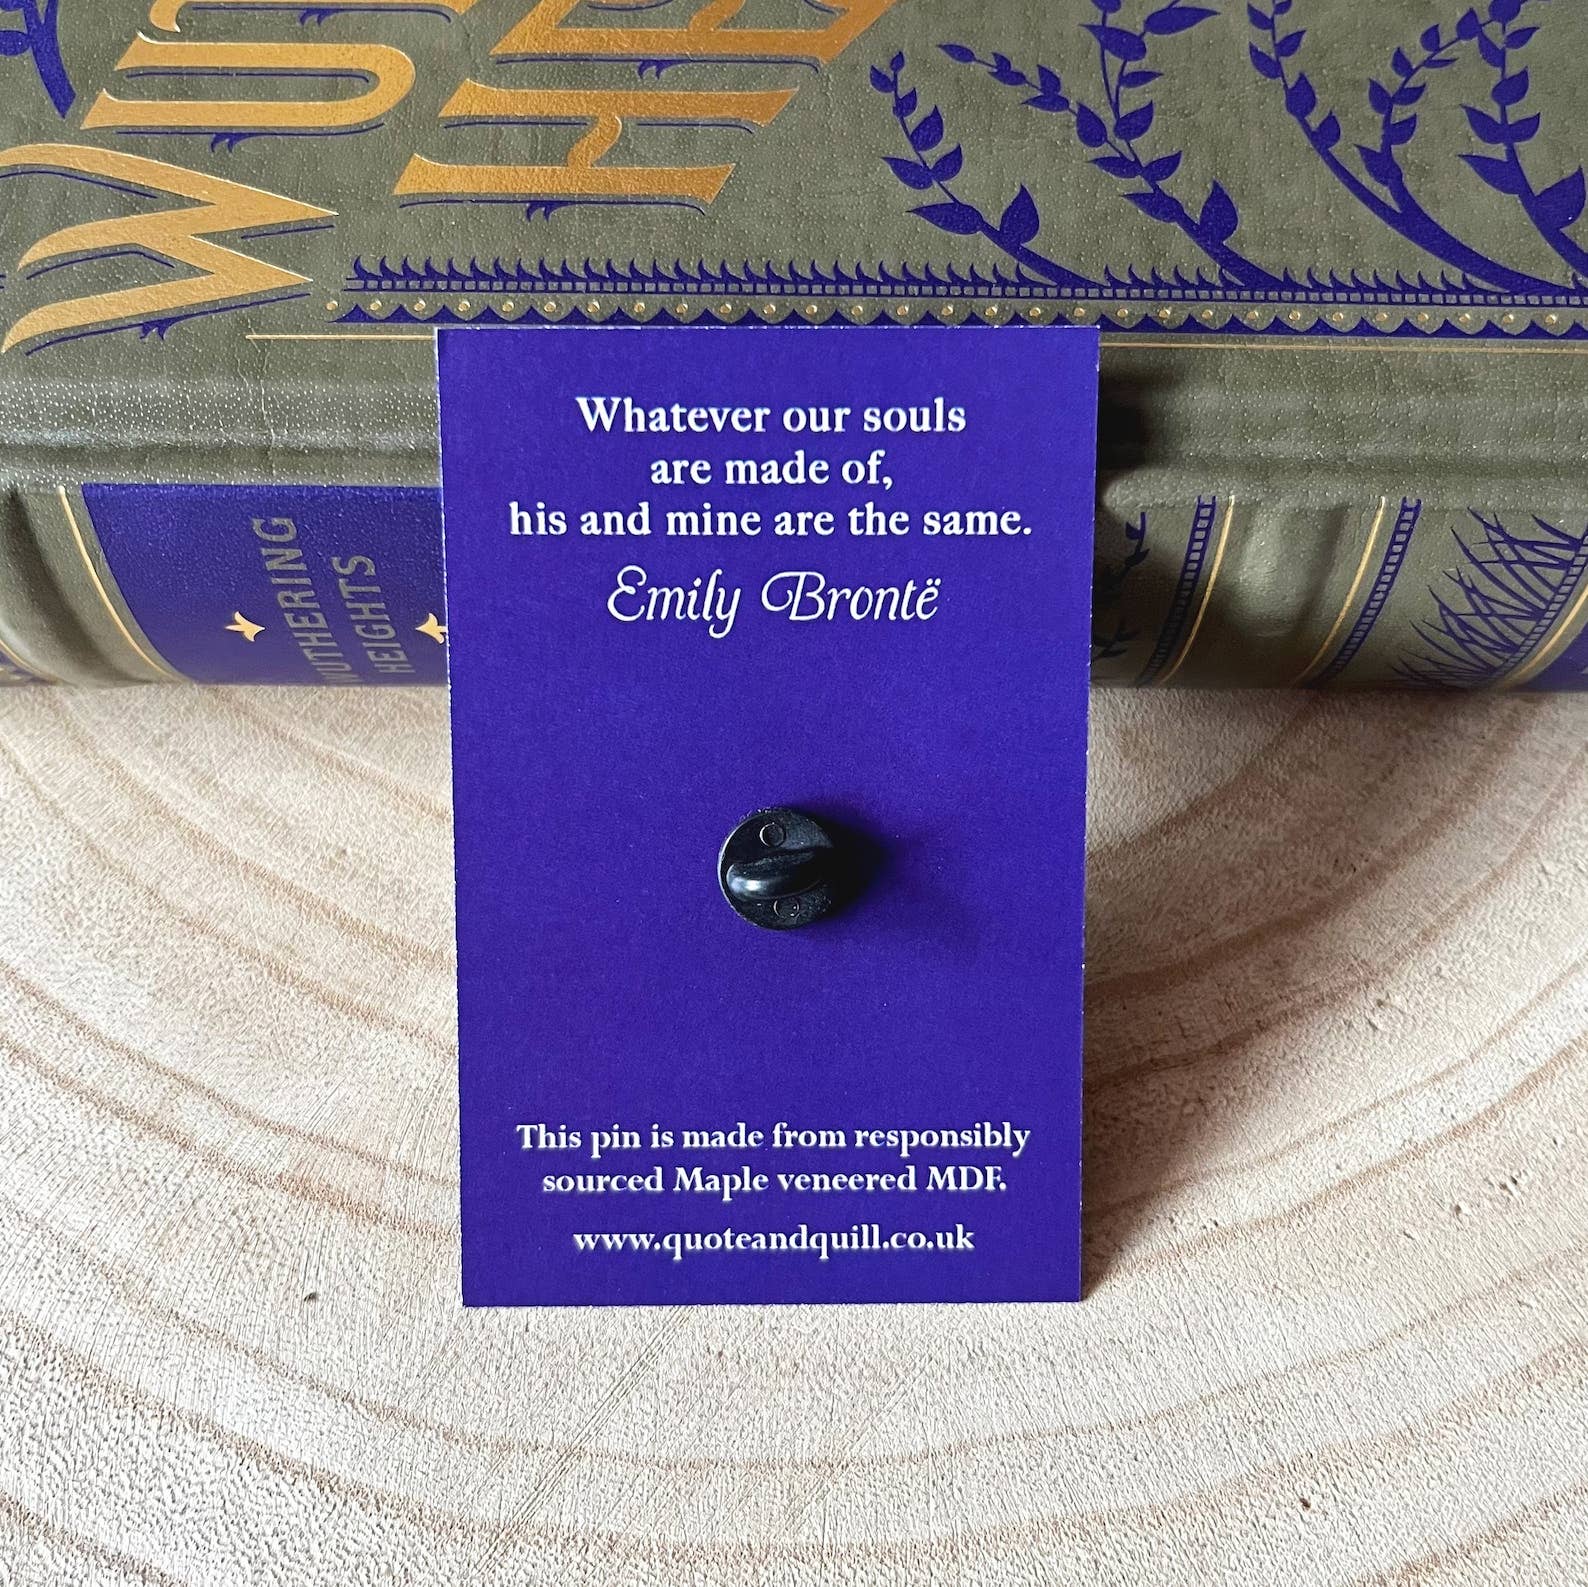 WUTHERING
HEIGHTS
Whatever our souls
are made of,
his and mine are the same.
Emily Brontë
This pin is made from responsibly
sourced Maple veneered MDF.
www.quoteandquill.co.uk